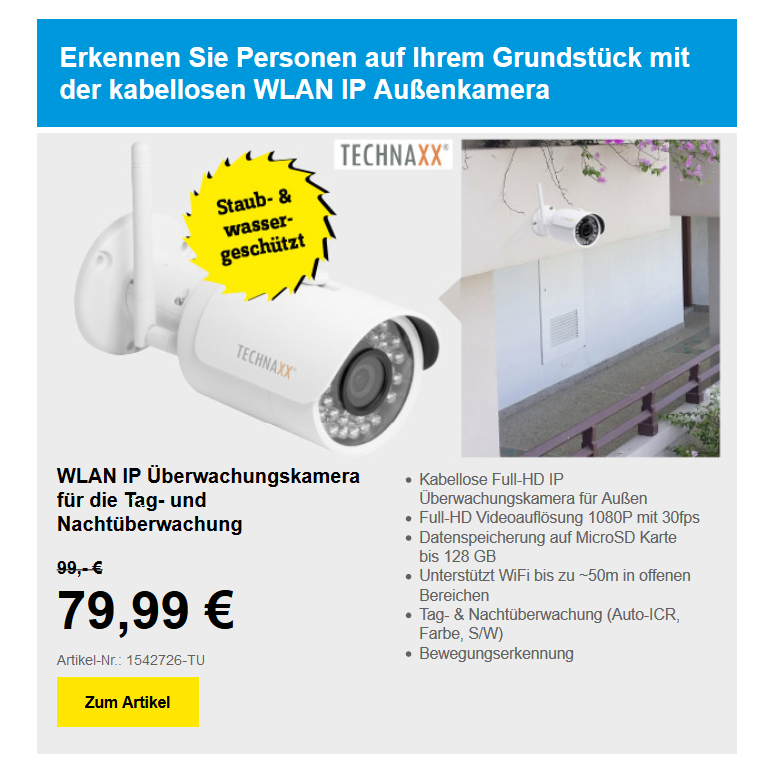 Erkennen Sie Personen auf Ihrem Grundstück mit
der kabellosen WLAN IP Außenkamera
TECHNAXX®
Staub- &
wasser-
geschützt
TECHNAXX®
WLAN IP Überwachungskamera
für die Tag- und
Nachtüberwachung
99,- €
79,99 €
Artikel-Nr.: 1542726-TU
Zum Artikel
Kabellose Full-HD IP
Überwachungskamera für Außen
Full-HD Videoauflösung 1080P mit 30fps
Datenspeicherung auf MicroSD Karte
bis 128 GB
Unterstützt WiFi bis zu ~50m in offenen
Bereichen
Tag- & Nachtüberwachung (Auto-ICR,
Farbe, S/W)
Bewegungserkennung